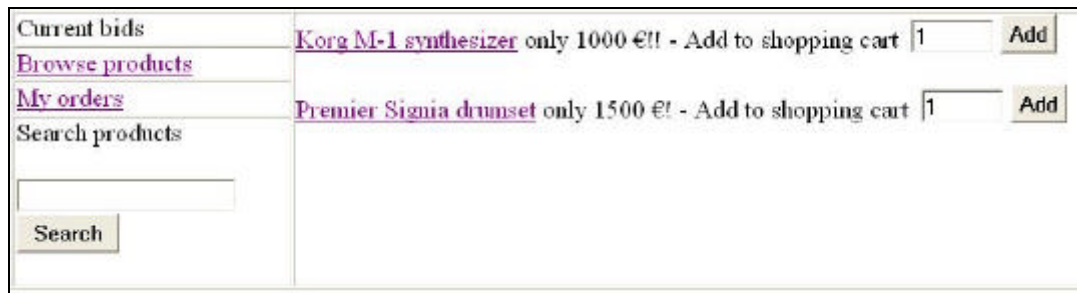 Current bids
Browse products
My orders
Search products
Search
Korg M-1 synthesizer only 1000 €!! - Add to shopping cart 1 Add
Premier Signia drumset only 1500 €! - Add to shopping cart 1 Add